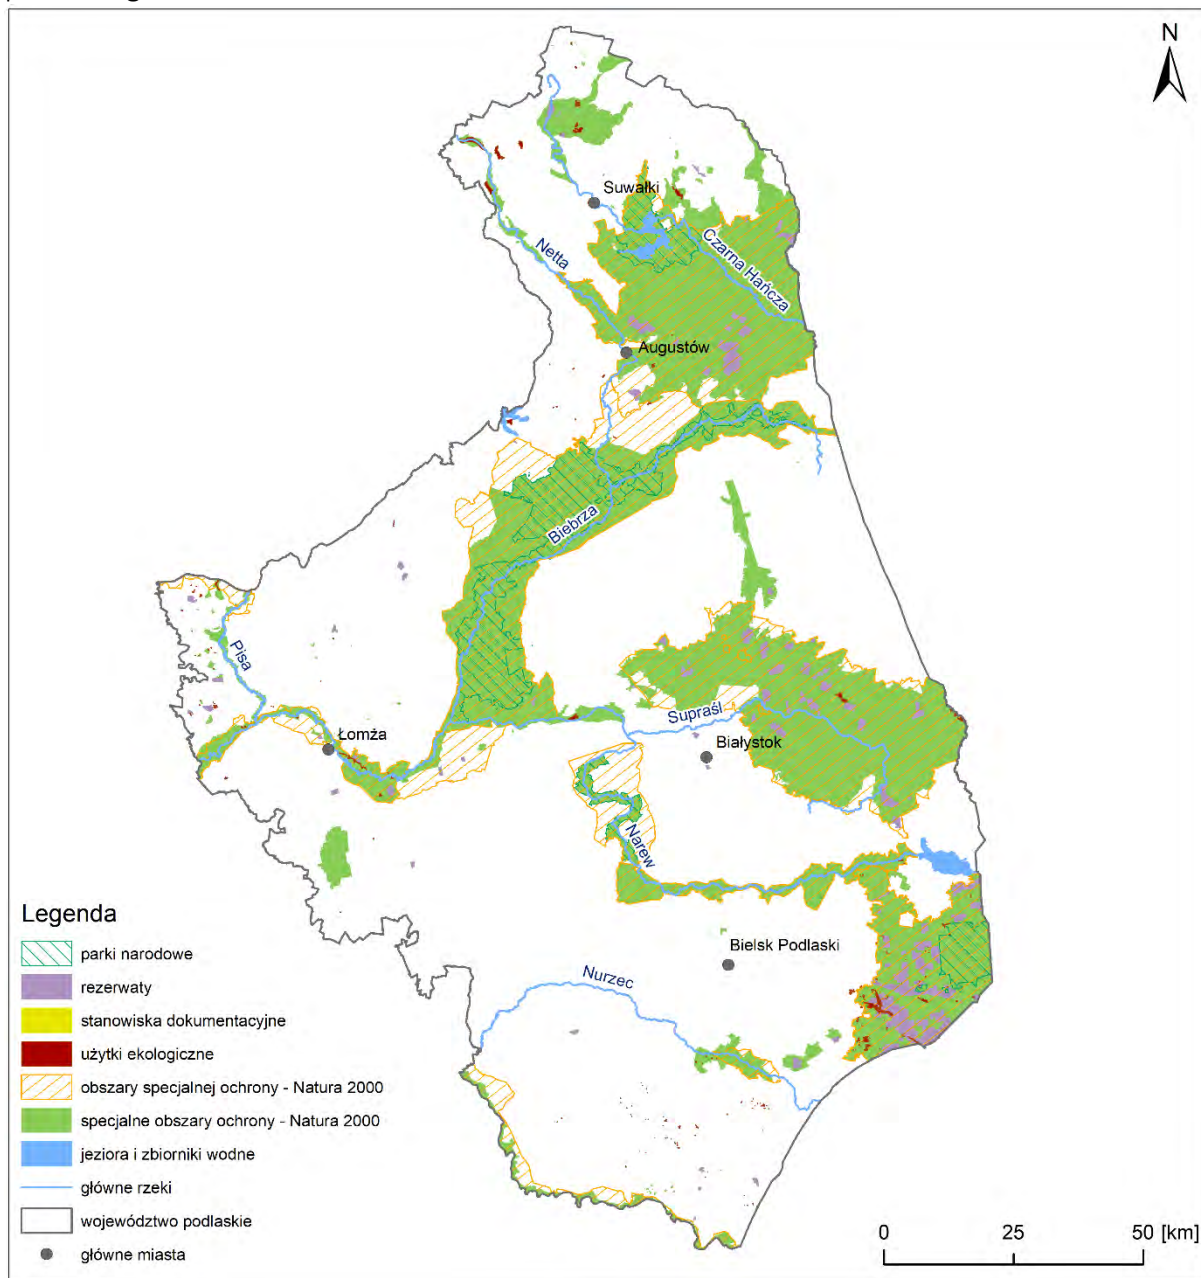 N
Suwałki
Netta
Czarna Hańcza
Augustów
Biebrza
Pisa
Łomża
Supraśl
Białystok
Narew
Bielsk Podlaski
Nurzec
Legenda
parki narodowe
rezerwaty
stanowiska dokumentacyjne
użytki ekologiczne
obszary specjalnej ochrony - Natura 2000
specjalne obszary ochrony - Natura 2000
jeziora i zbiorniki wodne
główne rzeki
województwo podlaskie
główne miasta
0 25 50 [km]